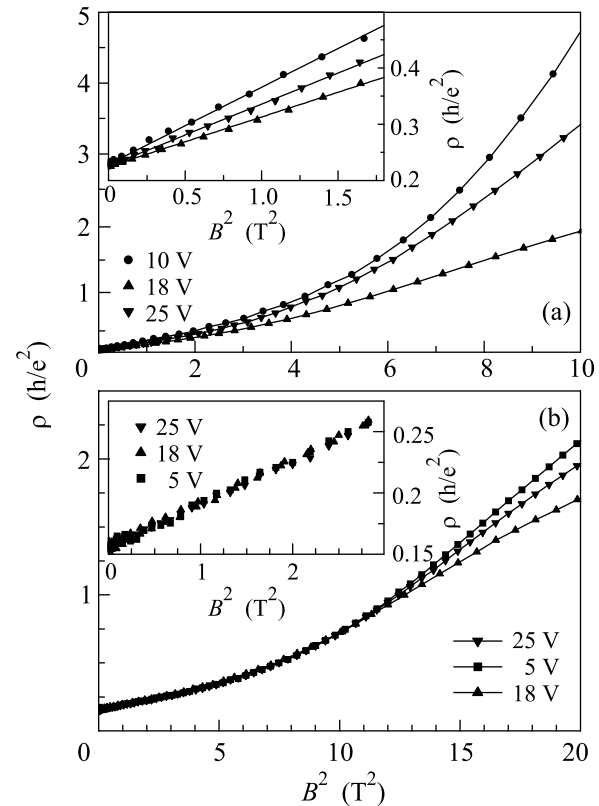 5
4
3
2
1
0
ρ (h/e²)
0.4
0.3
0.2
ρ (h/e²)
0 0.5 1.0 1.5
B² (T²)
10 V
18 V
25 V
(a)
0 2 4 6 8 10
2
1
0
(b)
25 V
18 V
5 V
0.25
0.2
0.15
ρ (h/e²)
0 1 2
B² (T²)
25 V
5 V
18 V
0 5 10 15 20
B² (T²)